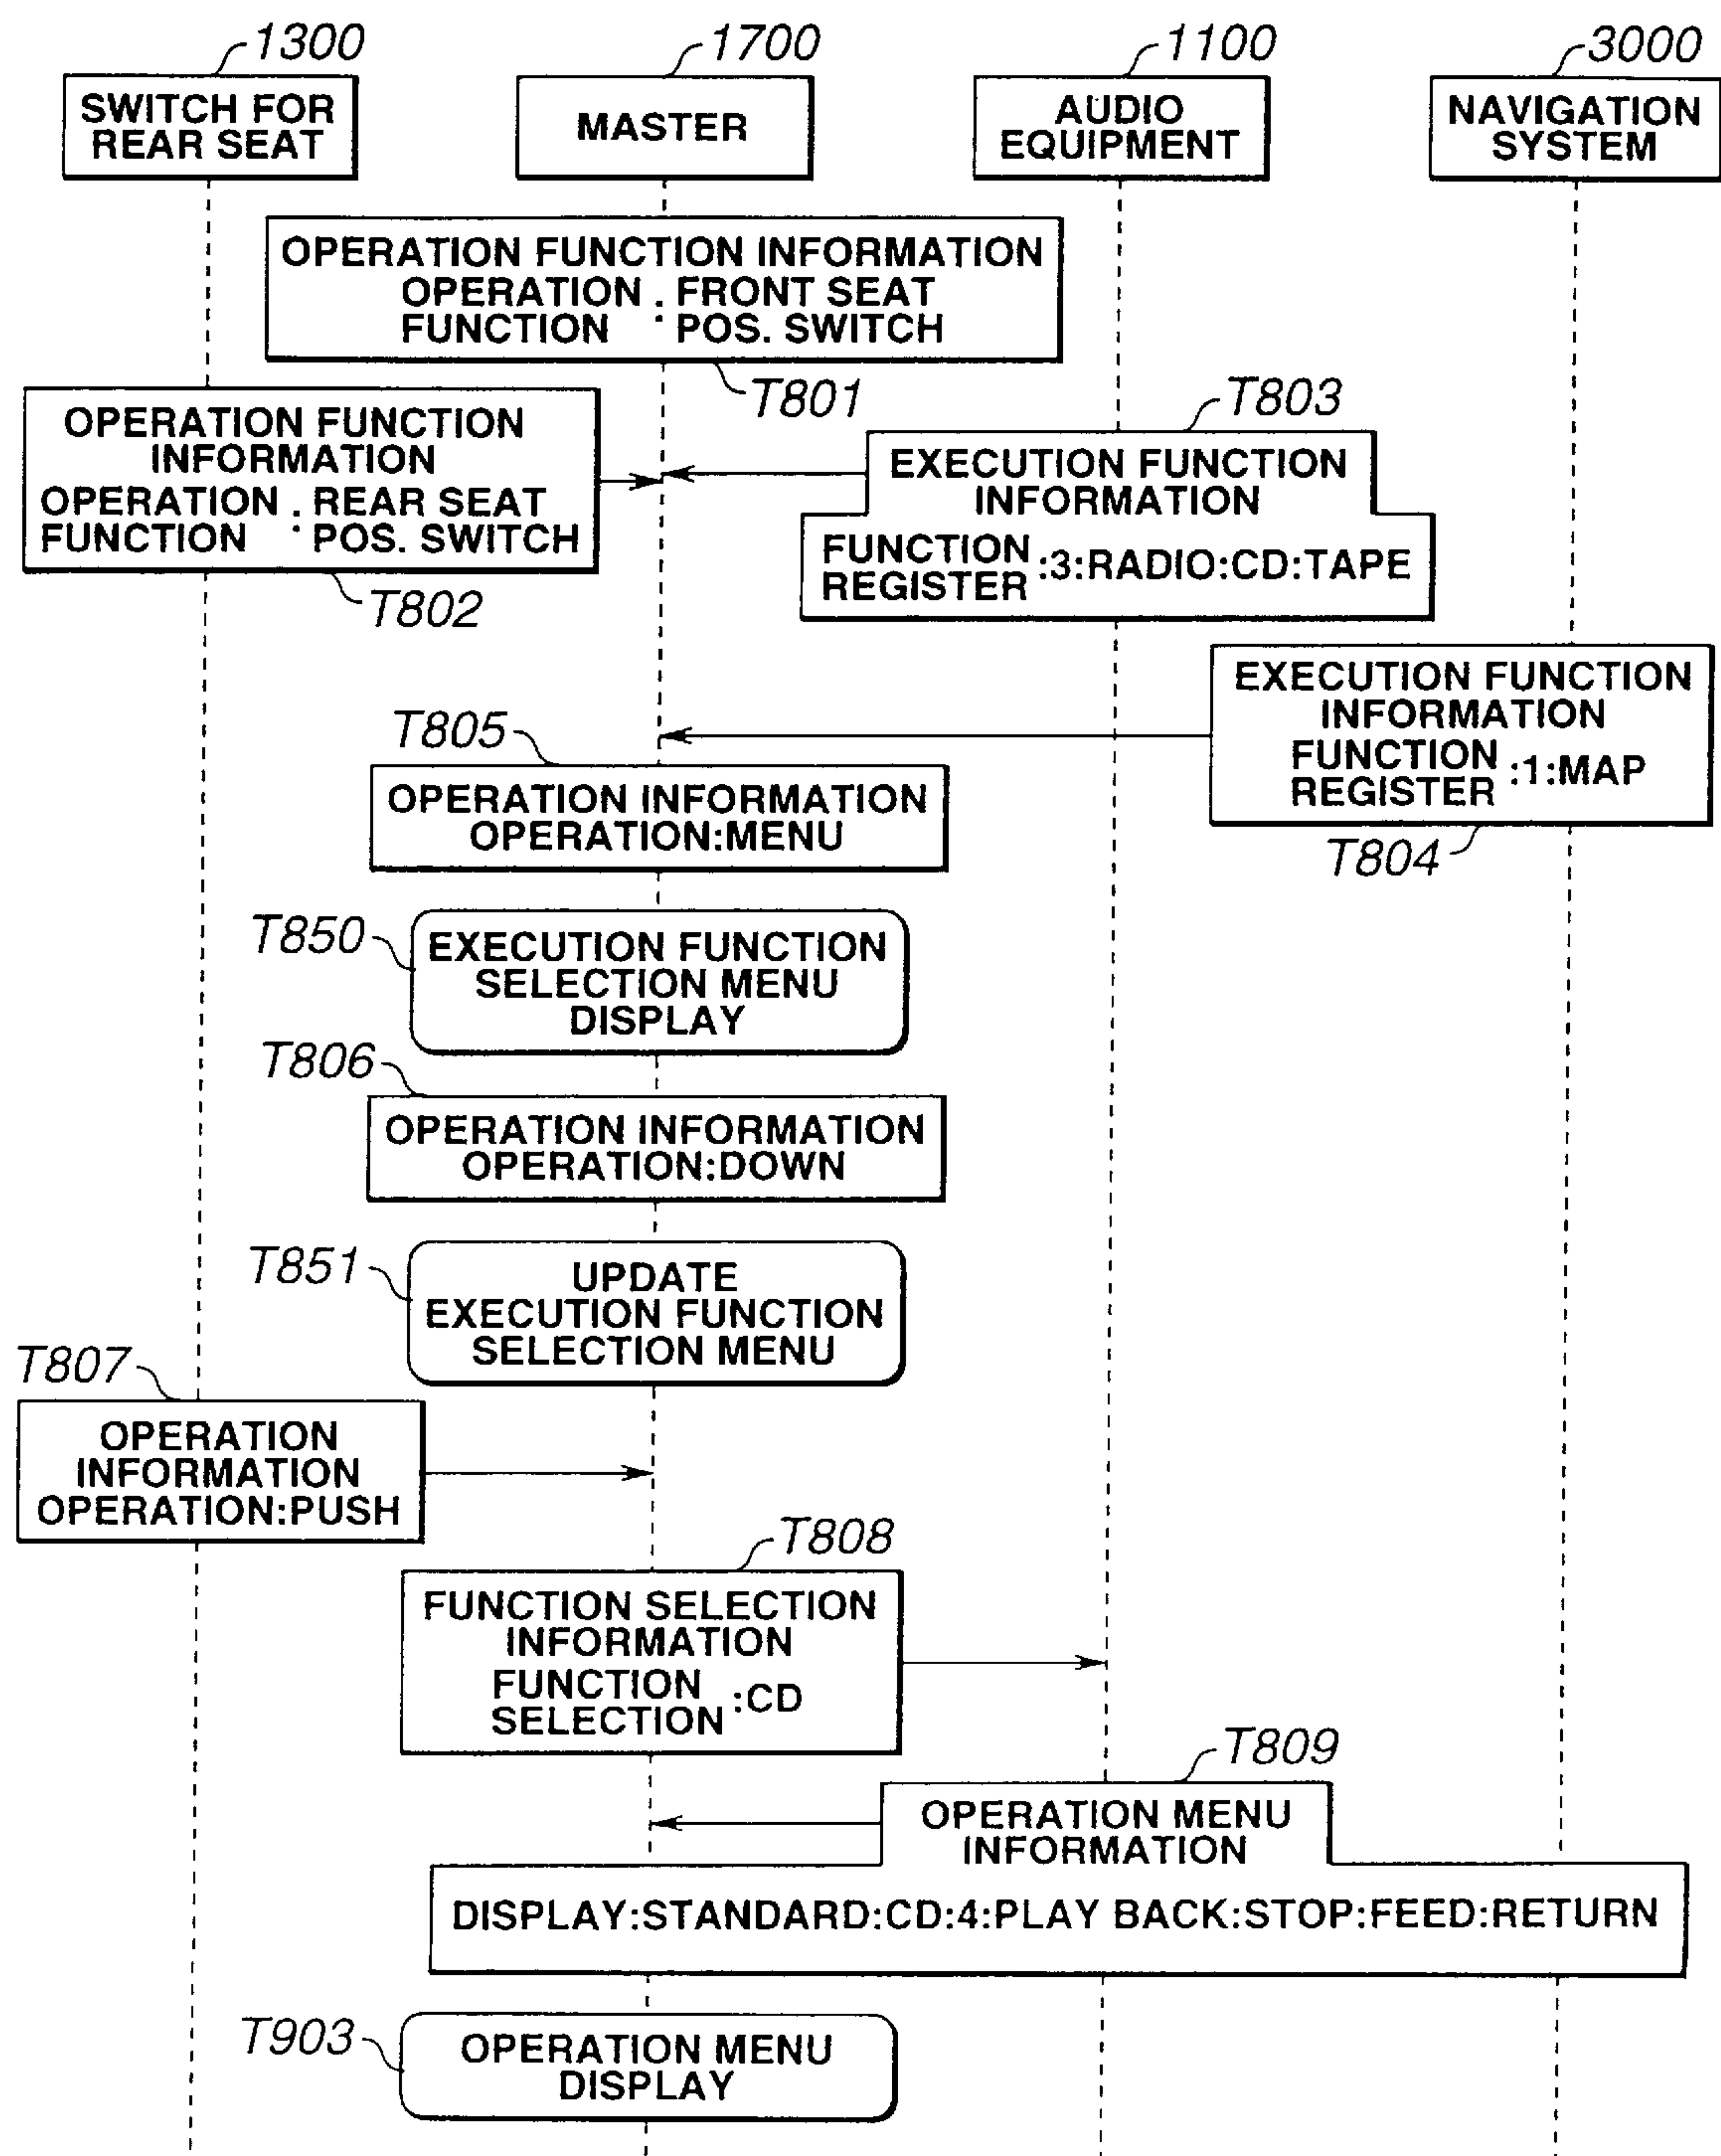 1300
1700
1100
3000
SWITCH FOR
REAR SEAT
MASTER
AUDIO
EQUIPMENT
NAVIGATION
SYSTEM
OPERATION FUNCTION INFORMATION
OPERATION : FRONT SEAT
FUNCTION POS. SWITCH
T801
OPERATION FUNCTION
INFORMATION
OPERATION : REAR SEAT
FUNCTION POS. SWITCH
T802
T803
EXECUTION FUNCTION
INFORMATION
FUNCTION
REGISTER :3:RADIO:CD:TAPE
EXECUTION FUNCTION
INFORMATION
FUNCTION
REGISTER :1:MAP
T804
T805
OPERATION INFORMATION
OPERATION:MENU
T850
EXECUTION FUNCTION
SELECTION MENU
DISPLAY
T806
OPERATION INFORMATION
OPERATION:DOWN
T851
UPDATE
EXECUTION FUNCTION
SELECTION MENU
T807
OPERATION
INFORMATION
OPERATION:PUSH
T808
FUNCTION SELECTION
INFORMATION
FUNCTION
SELECTION :CD
T809
OPERATION MENU
INFORMATION
DISPLAY:STANDARD:CD:4:PLAY BACK:STOP:FEED:RETURN
T903
OPERATION MENU
DISPLAY